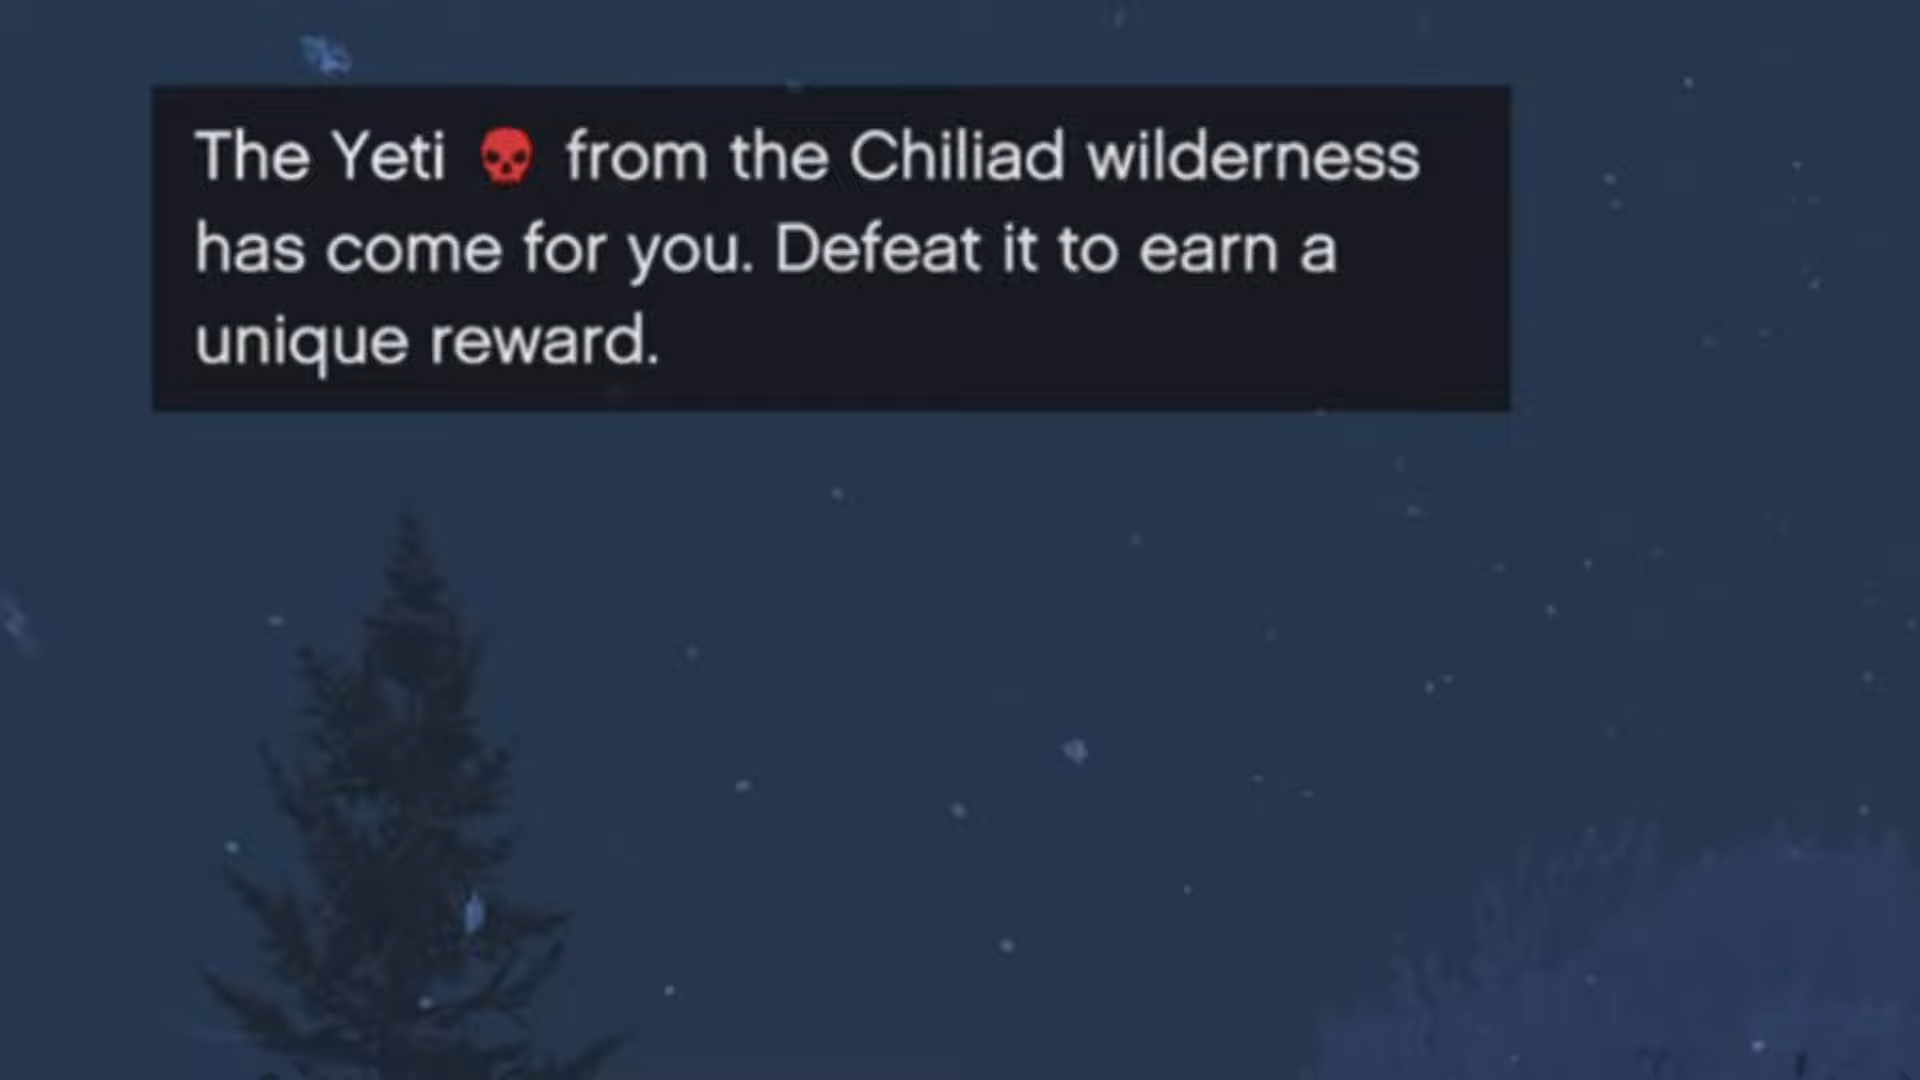 The Yeti 💀 from the Chiliad wilderness
has come for you. Defeat it to earn a
unique reward.